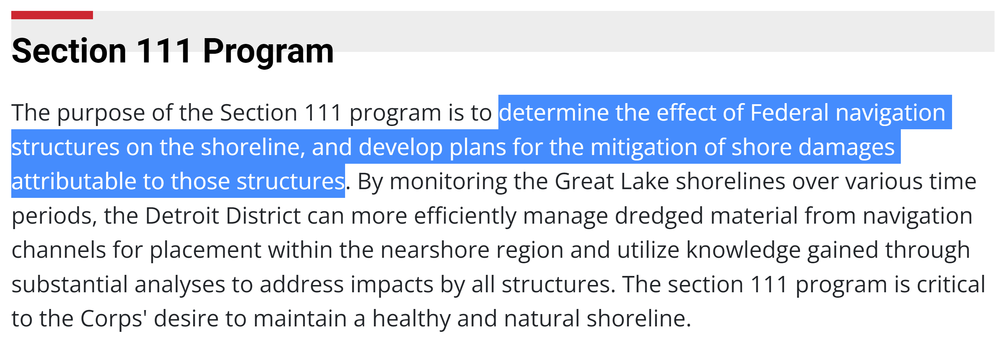 Section 111 Program
The purpose of the Section 111 program is to determine the effect of Federal navigation
structures on the shoreline, and develop plans for the mitigation of shore damages
attributable to those structures. By monitoring the Great Lake shorelines over various time
periods, the Detroit District can more efficiently manage dredged material from navigation
channels for placement within the nearshore region and utilize knowledge gained through
substantial analyses to address impacts by all structures. The section 111 program is critical
to the Corps' desire to maintain a healthy and natural shoreline.